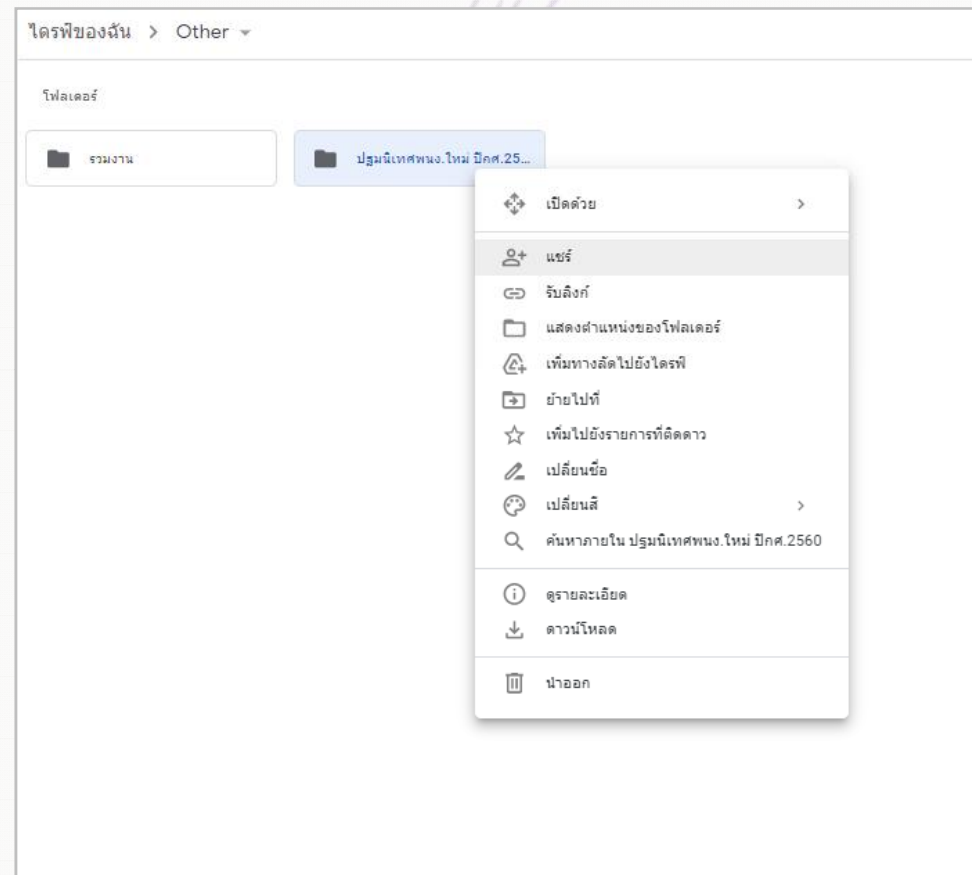 ไดรฟ์ของฉัน > Other
โฟลเดอร์
รวมงาน
ปฐมนิเทศพนง.ใหม่ ปีกศ.25...
เปิดด้วย
แชร์
รับลิงก์
แสดงตำแหน่งของโฟลเดอร์
เพิ่มทางลัดไปยังไดรฟ์
ย้ายไปที่
เพิ่มไปยังรายการที่ติดดาว
เปลี่ยนชื่อ
เปลี่ยนสี
ค้นหาภายใน ปฐมนิเทศพนง.ใหม่ ปีกศ.2560
ดูรายละเอียด
ดาวน์โหลด
นำออก